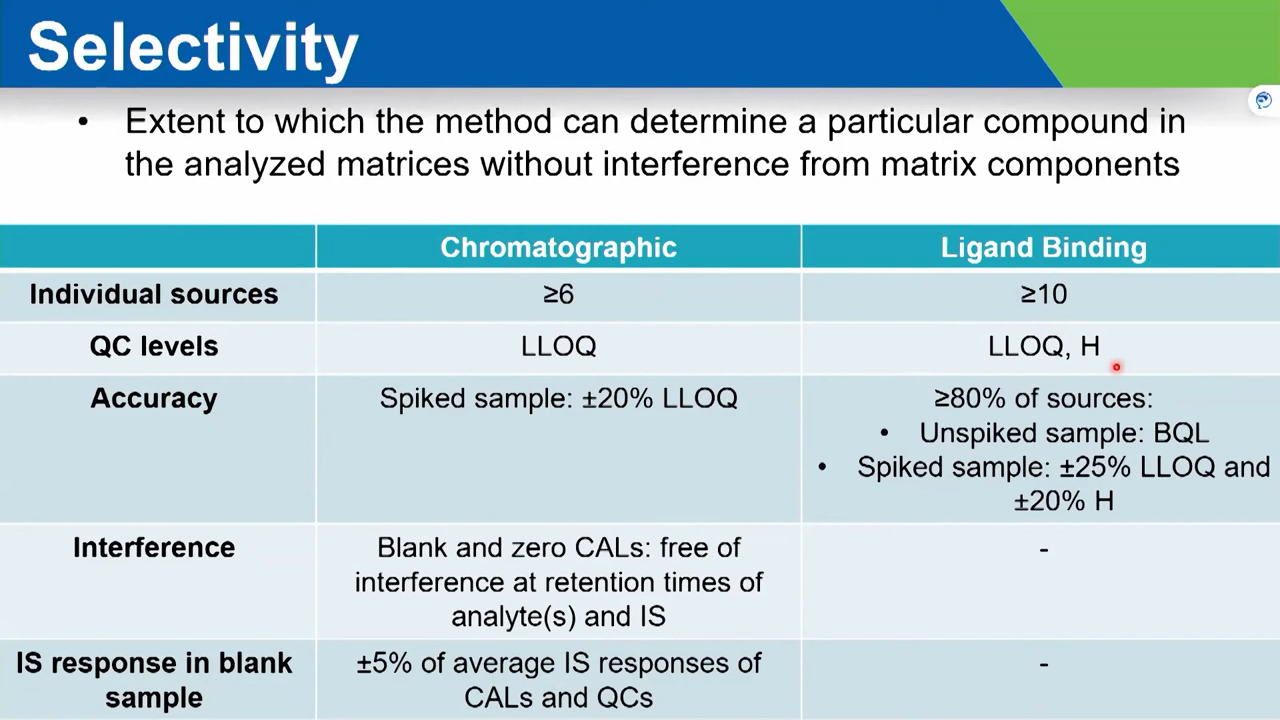 Selectivity
• Extent to which the method can determine a particular compound in
the analyzed matrices without interference from matrix components
Chromatographic
Ligand Binding
Individual sources
≥6
≥10
QC levels
LLOQ
LLOQ, H
Accuracy
Spiked sample: ±20% LLOQ
≥80% of sources:
• Unspiked sample: BQL
• Spiked sample: ±25% LLOQ and
±20% H
Interference
Blank and zero CALs: free of
interference at retention times of
analyte(s) and IS
-
IS response in blank
sample
±5% of average IS responses of
CALs and QCs
-